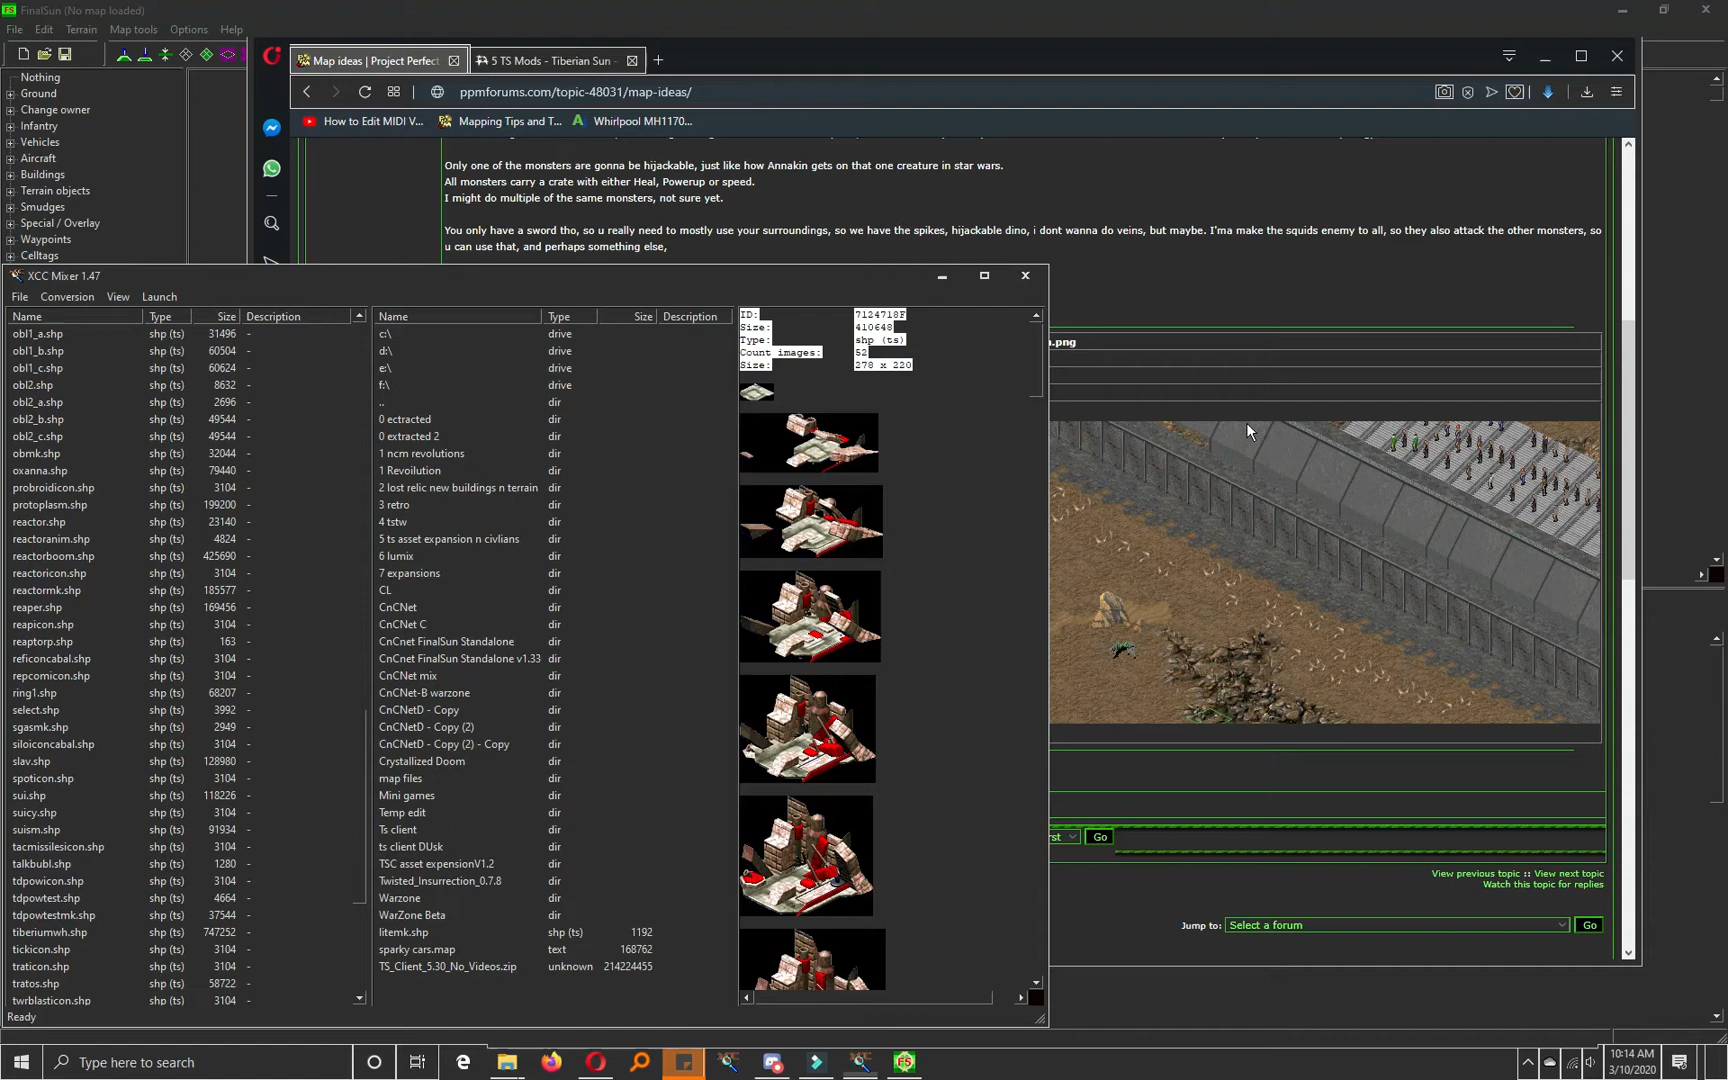 FinalSun (No map loaded)
File Edit Terrain Map tools Options Help
Nothing
Ground
Change owner
Infantry
Vehicles
Aircraft
Buildings
Terrain objects
Smudges
Special / Overlay
Waypoints
Celltags
Map ideas | Project Perfect
5 TS Mods - Tiberian Sun -
ppmforums.com/topic-48031/map-ideas/
How to Edit MIDI V...
Mapping Tips and T...
Whirlpool MH1170...
Only one of the monsters are gonna be hijackable, just like how Annakin gets on that one creature in star wars.
All monsters carry a crate with either Heal, Powerup or speed.
I might do multiple of the same monsters, not sure yet.
You only have a sword tho, so u really need to mostly use your surroundings, so we have the spikes, hijackable dino, i dont wanna do veins, but maybe. I'ma make the squids enemy to all, so they also attack the other monsters, so
u can use that, and perhaps something else,
XCC Mixer 1.47
File Conversion View Launch
Name Type Size Description
obl1_a.shp shp (ts) 31496 -
obl1_b.shp shp (ts) 60504 -
obl1_c.shp shp (ts) 60624 -
obl2.shp shp (ts) 8632 -
obl2_a.shp shp (ts) 2696 -
obl2_b.shp shp (ts) 49544 -
obl2_c.shp shp (ts) 49544 -
obmk.shp shp (ts) 32044 -
oxanna.shp shp (ts) 79440 -
probroidicon.shp shp (ts) 3104 -
protoplasm.shp shp (ts) 199200 -
reactor.shp shp (ts) 23140 -
reactoranim.shp shp (ts) 4824 -
reactorboom.shp shp (ts) 425690 -
reactoricon.shp shp (ts) 3104 -
reactormk.shp shp (ts) 185577 -
reaper.shp shp (ts) 169456 -
reapicon.shp shp (ts) 3104 -
reaptorp.shp shp (ts) 163 -
reficoncabal.shp shp (ts) 3104 -
repcomicon.shp shp (ts) 3104 -
ring1.shp shp (ts) 68207 -
select.shp shp (ts) 3992 -
sgasmk.shp shp (ts) 2949 -
siloiconcabal.shp shp (ts) 3104 -
slav.shp shp (ts) 128980 -
spoticon.shp shp (ts) 3104 -
sui.shp shp (ts) 118226 -
suicy.shp shp (ts) 3104 -
suism.shp shp (ts) 91934 -
tacmissilesicon.shp shp (ts) 3104 -
talkbubl.shp shp (ts) 1280 -
tdpowicon.shp shp (ts) 3104 -
tdpowtest.shp shp (ts) 4664 -
tdpowtestmk.shp shp (ts) 37544 -
tiberiumwh.shp shp (ts) 747252 -
tickicon.shp shp (ts) 3104 -
traticon.shp shp (ts) 3104 -
tratos.shp shp (ts) 58722 -
twrblasticon.shp shp (ts) 3104 -
Ready
Name Type Size Description
c:\ drive
d:\ drive
e:\ drive
f:\ drive
.. dir
0 ectracted dir
0 extracted 2 dir
1 ncm revolutions dir
1 Revoilution dir
2 lost relic new buildings n terrain dir
3 retro dir
4 tstw dir
5 ts asset expansion n civlians dir
6 lumix dir
7 expansions dir
CL dir
CnCNet dir
CnCNet C dir
CnCnet FinalSun Standalone dir
CnCnet FinalSun Standalone v1.33 dir
CnCNet mix dir
CnCNet-B warzone dir
CnCNetD - Copy dir
CnCNetD - Copy (2) dir
CnCNetD - Copy (2) - Copy dir
Crystallized Doom dir
map files dir
Mini games dir
Temp edit dir
Ts client dir
ts client DUsk dir
TSC asset expensionV1.2 dir
Twisted_Insurrection_0.7.8 dir
Warzone dir
WarZone Beta dir
litemk.shp shp (ts) 1192
sparky cars.map text 168762
TS_Client_5.30_No_Videos.zip unknown 214224455
ID: 7124718F
Size: 410648
Type: shp (ts)
Count images: 52
Size: 278 x 220
.png
rst Go
View previous topic :: View next topic
Watch this topic for replies
Jump to: Select a forum Go
Type here to search
10:14 AM
3/10/2020